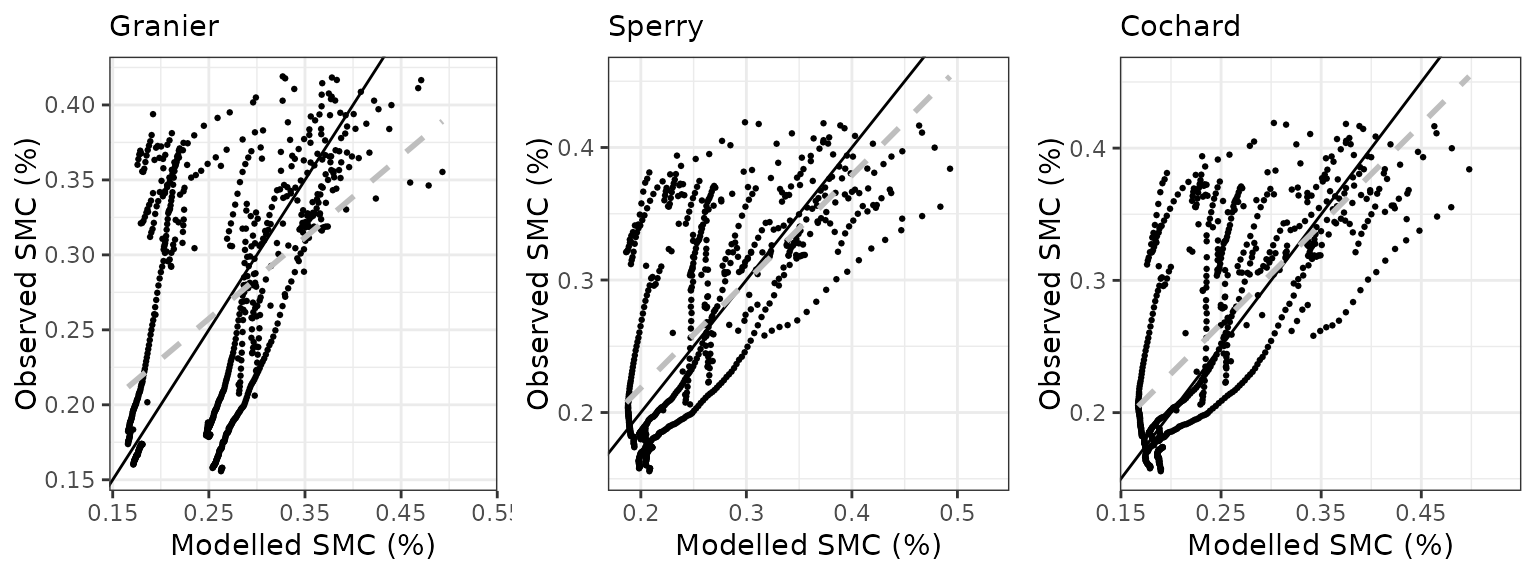 Granier
Observed SMC (%)
0.40
0.35
0.30
0.25
0.20
0.15
0.15 0.25 0.35 0.45 0.55
Modelled SMC (%)
Sperry
Observed SMC (%)
0.4
0.3
0.2
0.2 0.3 0.4 0.5
Modelled SMC (%)
Cochard
Observed SMC (%)
0.4
0.3
0.2
0.15 0.25 0.35 0.45
Modelled SMC (%)